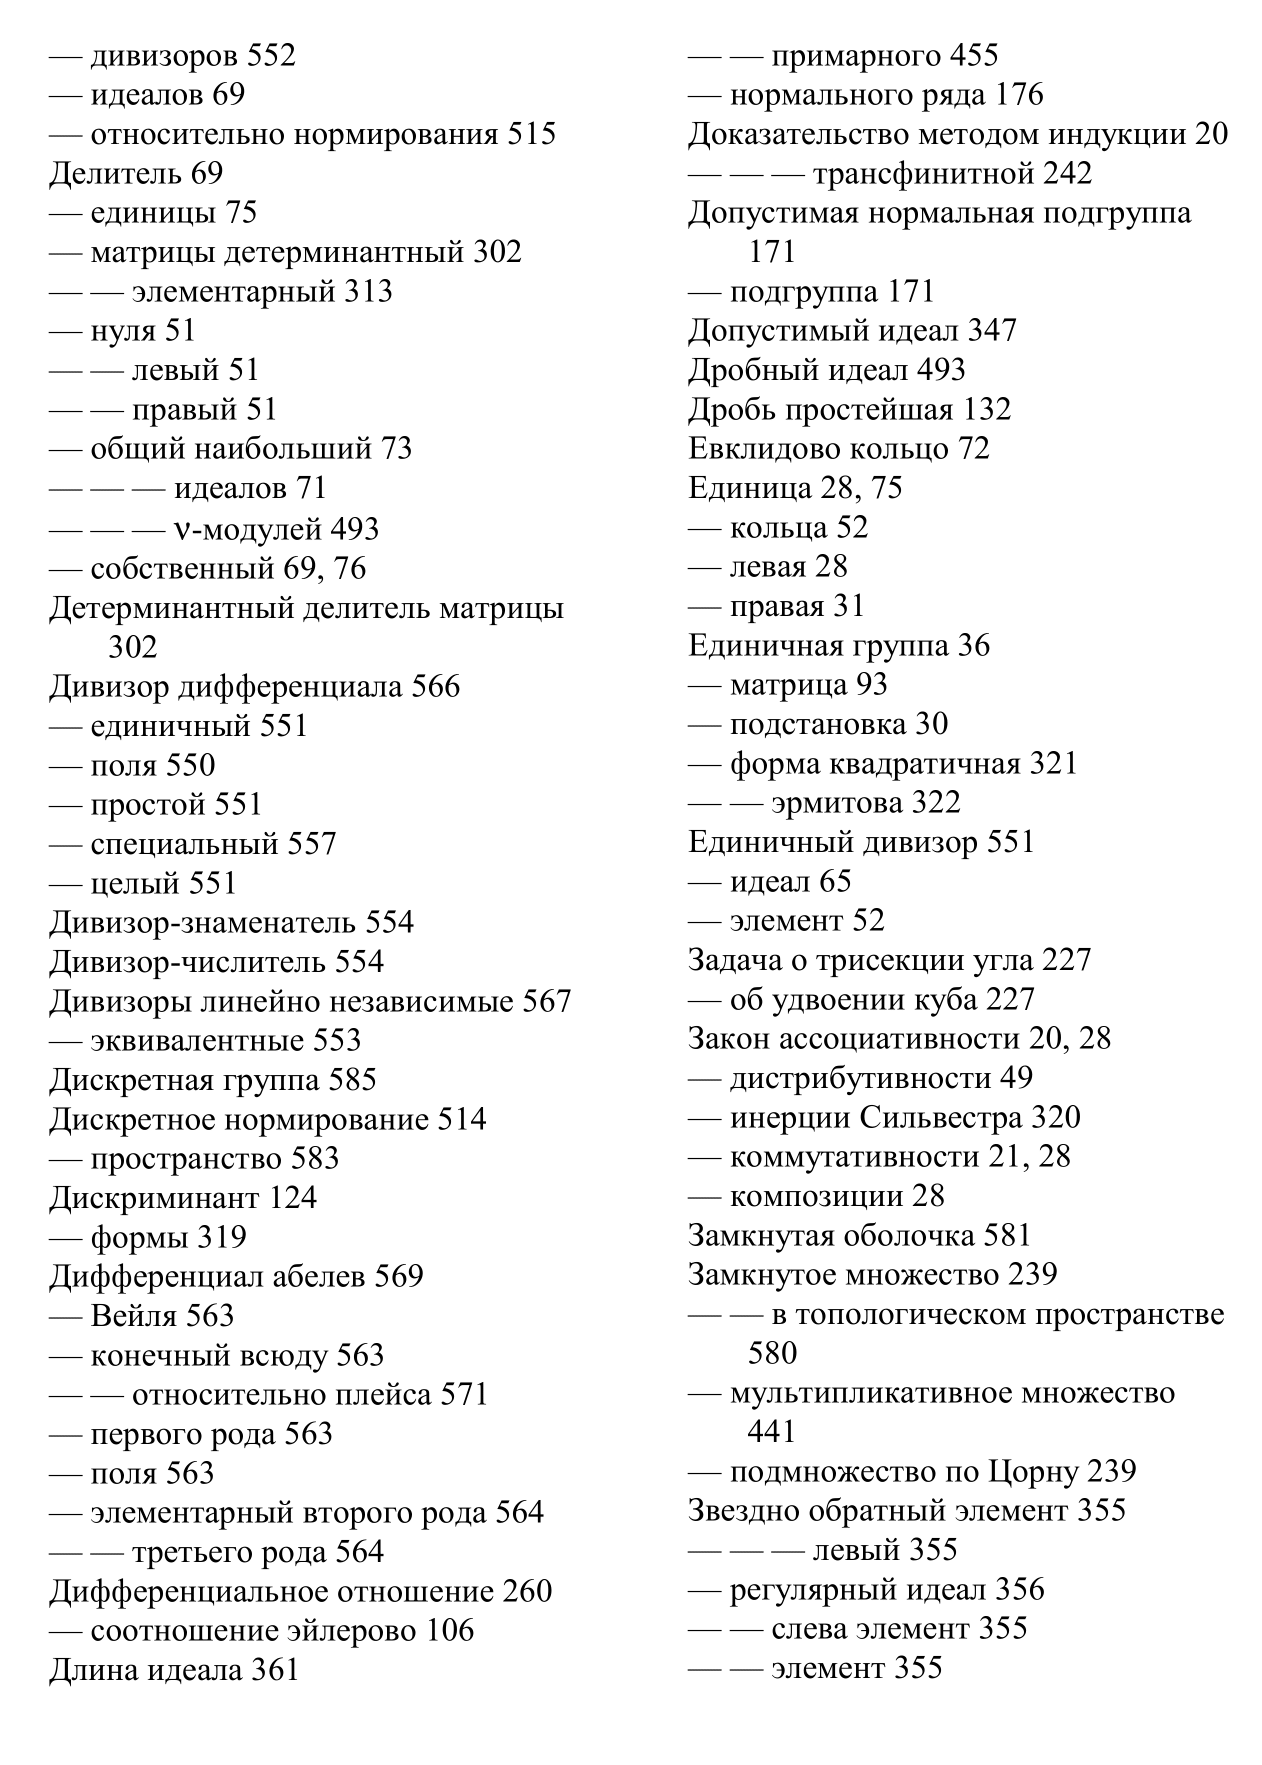 — дивизоров 552
— идеалов 69
— относительно нормирования 515
Делитель 69
— единицы 75
— матрицы детерминантный 302
— — элементарный 313
— нуля 51
— — левый 51
— — правый 51
— общий наибольший 73
— — — идеалов 71
— — — ν-модулей 493
— собственный 69, 76
Детерминантный делитель матрицы
302
Дивизор дифференциала 566
— единичный 551
— поля 550
— простой 551
— специальный 557
— целый 551
Дивизор-знаменатель 554
Дивизор-числитель 554
Дивизоры линейно независимые 567
— эквивалентные 553
Дискретная группа 585
Дискретное нормирование 514
— пространство 583
Дискриминант 124
— формы 319
Дифференциал абелев 569
— Вейля 563
— конечный всюду 563
— — относительно плейса 571
— первого рода 563
— поля 563
— элементарный второго рода 564
— — третьего рода 564
Дифференциальное отношение 260
— соотношение эйлерово 106
Длина идеала 361
— — примарного 455
— нормального ряда 176
Доказательство методом индукции 20
— — — трансфинитной 242
Допустимая нормальная подгруппа
171
— подгруппа 171
Допустимый идеал 347
Дробный идеал 493
Дробь простейшая 132
Евклидово кольцо 72
Единица 28, 75
— кольца 52
— левая 28
— правая 31
Единичная группа 36
— матрица 93
— подстановка 30
— форма квадратичная 321
— — эрмитова 322
Единичный дивизор 551
— идеал 65
— элемент 52
Задача о трисекции угла 227
— об удвоении куба 227
Закон ассоциативности 20, 28
— дистрибутивности 49
— инерции Сильвестра 320
— коммутативности 21, 28
— композиции 28
Замкнутая оболочка 581
Замкнутое множество 239
— — в топологическом пространстве
580
— мультипликативное множество
441
— подмножество по Цорну 239
Звездно обратный элемент 355
— — — левый 355
— регулярный идеал 356
— — слева элемент 355
— — элемент 355